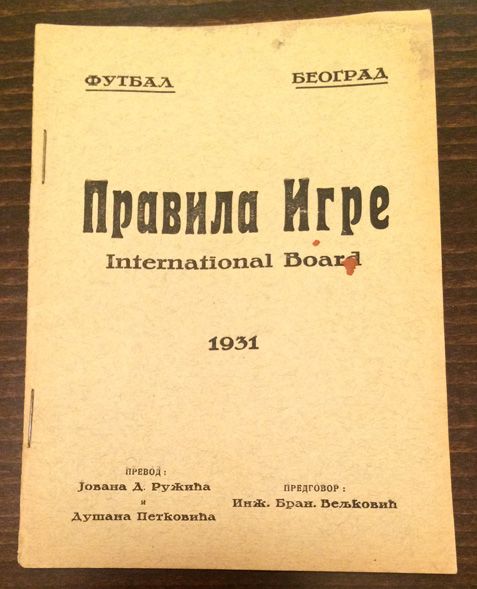 ФУТБАЛ
БЕОГРАД
Правила Игре
International Board
1931
ПРЕВОД :
Јована Д. Ружића
и
Душана Петковића
ПРЕДГОВОР :
Инж. Бран. Вељковић